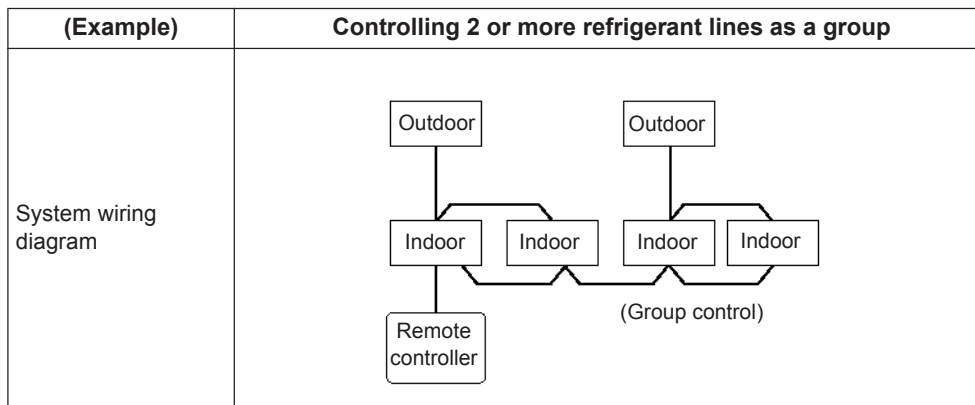 (Example)
Controlling 2 or more refrigerant lines as a group
System wiring
diagram
Outdoor
Outdoor
Indoor
Indoor
Indoor
Indoor
(Group control)
Remote
controller